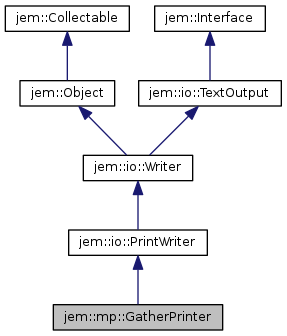 jem::Collectable
jem::Interface
jem::Object
jem::io::TextOutput
jem::io::Writer
jem::io::PrintWriter
jem::mp::GatherPrinter